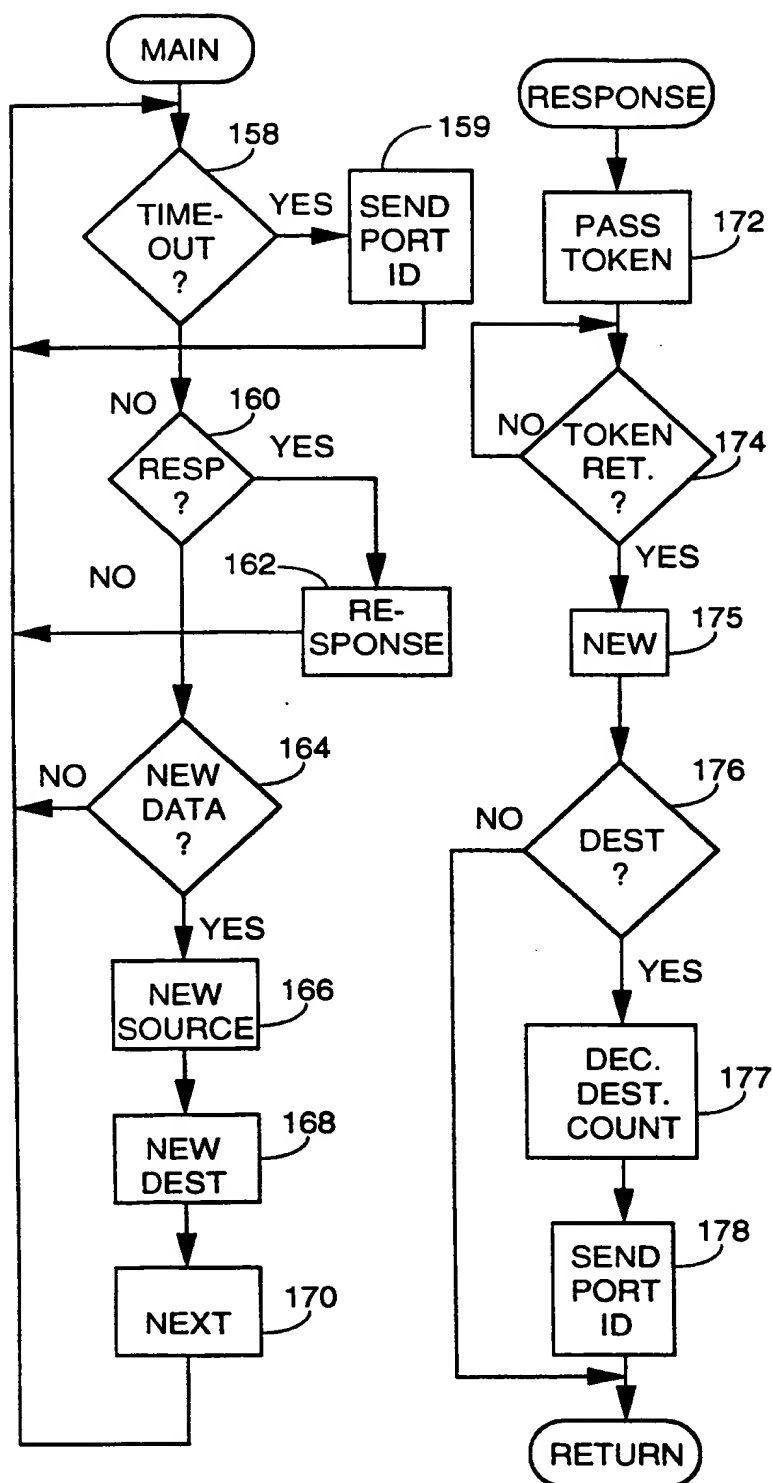 MAIN
158
TIME-
OUT
?
YES
159
SEND
PORT
ID
NO
160
RESP
?
YES
NO
162
RE-
SPONSE
NO
164
NEW
DATA
?
YES
NEW
SOURCE
166
NEW
DEST
168
NEXT
170
RESPONSE
PASS
TOKEN
172
NO
TOKEN
RET.
?
174
YES
NEW
175
NO
176
DEST
?
YES
DEC.
DEST.
COUNT
177
SEND
PORT
ID
178
RETURN